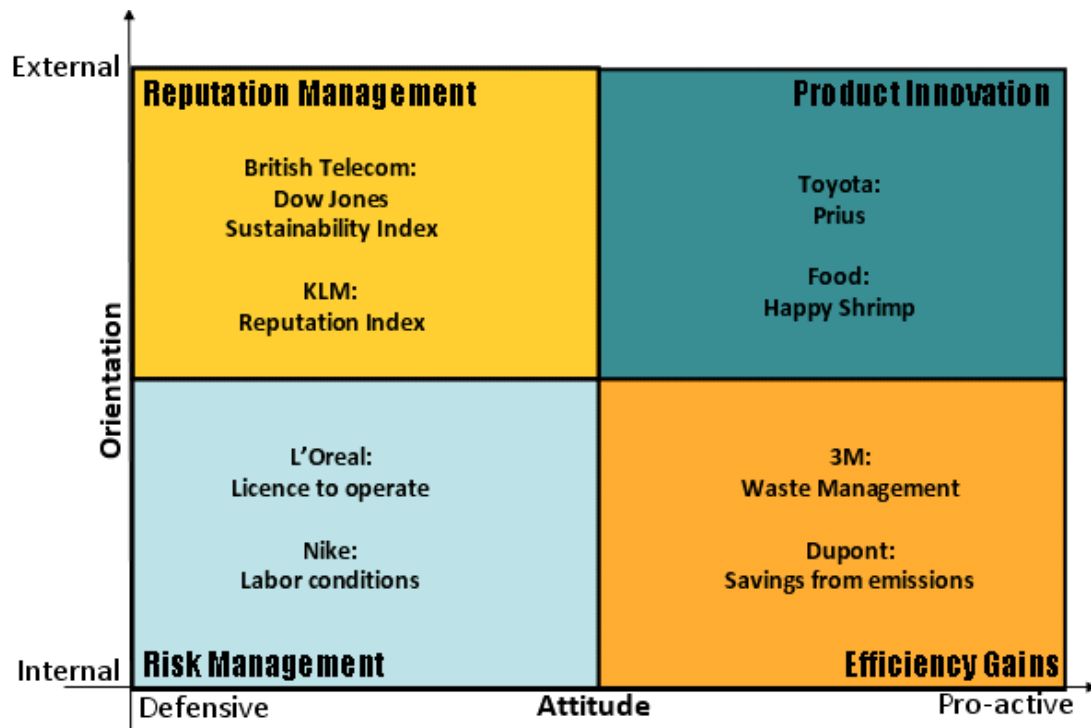 External
Reputation Management
Product Innovation
British Telecom:
Dow Jones
Sustainability Index
KLM:
Reputation Index
Toyota:
Prius
Food:
Happy Shrimp
Orientation
L'Oreal:
Licence to operate
Nike:
Labor conditions
3M:
Waste Management
Dupont:
Savings from emissions
Internal
Risk Management
Efficiency Gains
Defensive
Attitude
Pro-active